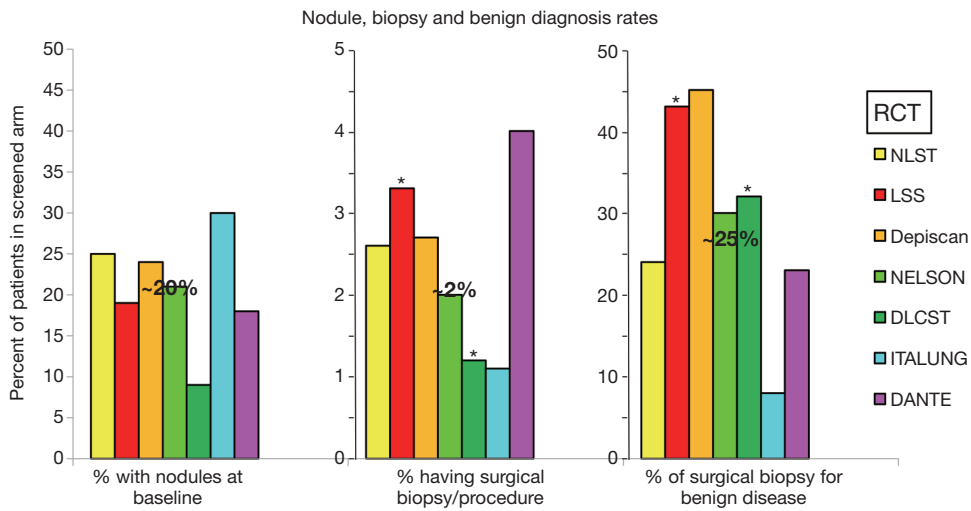 Nodule, biopsy and benign diagnosis rates
Percent of patients in screened arm
50
45
40
35
30
25
20
15
10
5
0
~20%
% with nodules at
baseline
5
4
3
2
1
0
*
~2%
*
% having surgical
biopsy/procedure
50
40
30
20
10
0
*
~25%
*
% of surgical biopsy for
benign disease
RCT
NLST
LSS
Depiscan
NELSON
DLCST
ITALUNG
DANTE